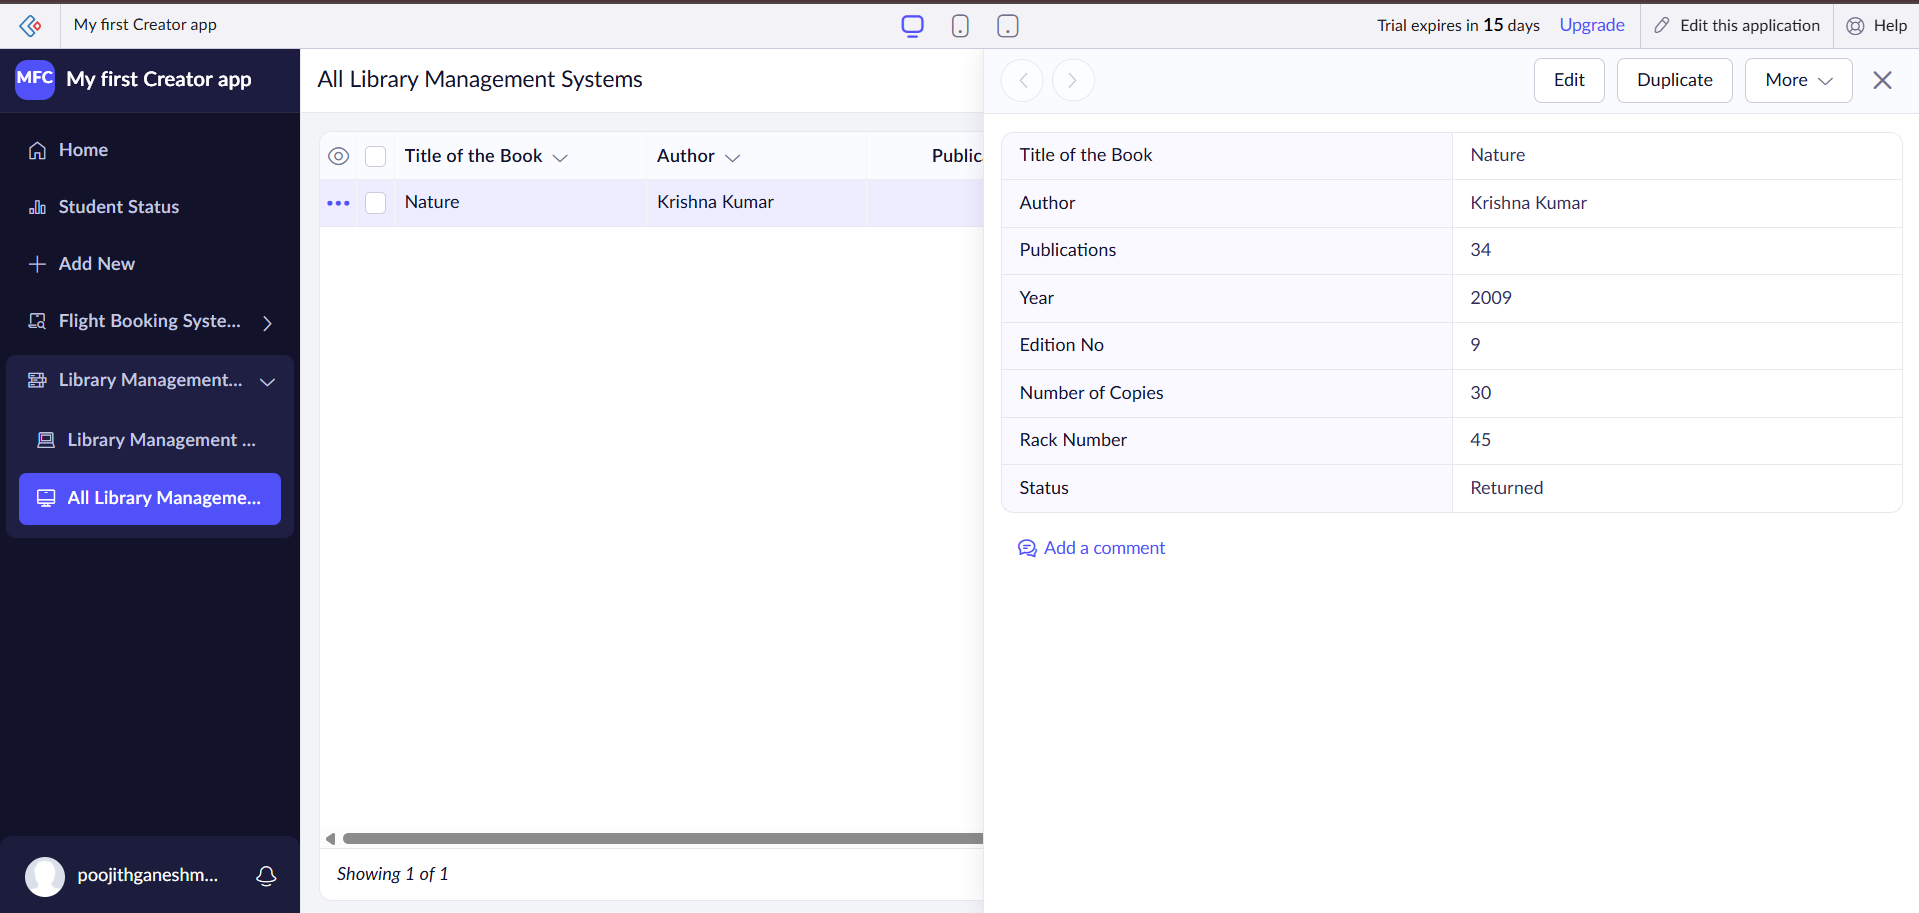 My first Creator app
Trial expires in 15 days Upgrade Edit this application Help
MFC My first Creator app
Home
Student Status
Add New
Flight Booking Syste...
Library Management...
Library Management ...
All Library Manageme...
poojithganeshm...
All Library Management Systems
Title of the Book Author Public
Nature Krishna Kumar
Showing 1 of 1
Edit Duplicate More
Title of the Book Nature
Author Krishna Kumar
Publications 34
Year 2009
Edition No 9
Number of Copies 30
Rack Number 45
Status Returned
Add a comment